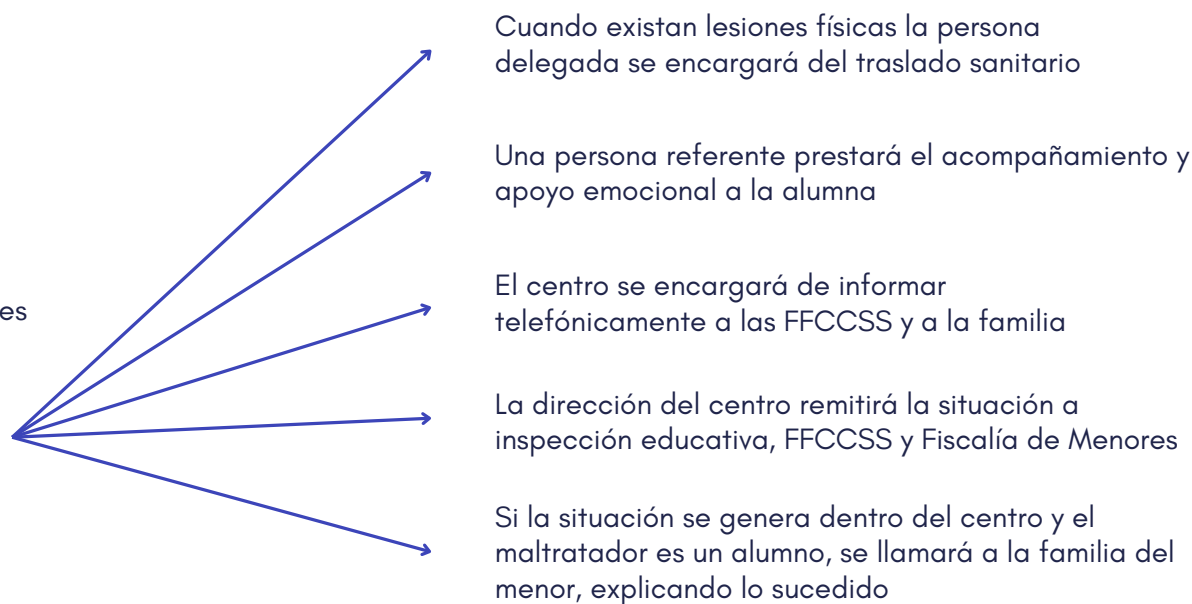 Cuando existan lesiones físicas la persona
delegada se encargará del traslado sanitario
Una persona referente prestará el acompañamiento y
apoyo emocional a la alumna
es
El centro se encargará de informar
telefónicamente a las FFCCSS y a la familia
La dirección del centro remitirá la situación a
inspección educativa, FFCCSS y Fiscalía de Menores
Si la situación se genera dentro del centro y el
maltratador es un alumno, se llamará a la familia del
menor, explicando lo sucedido